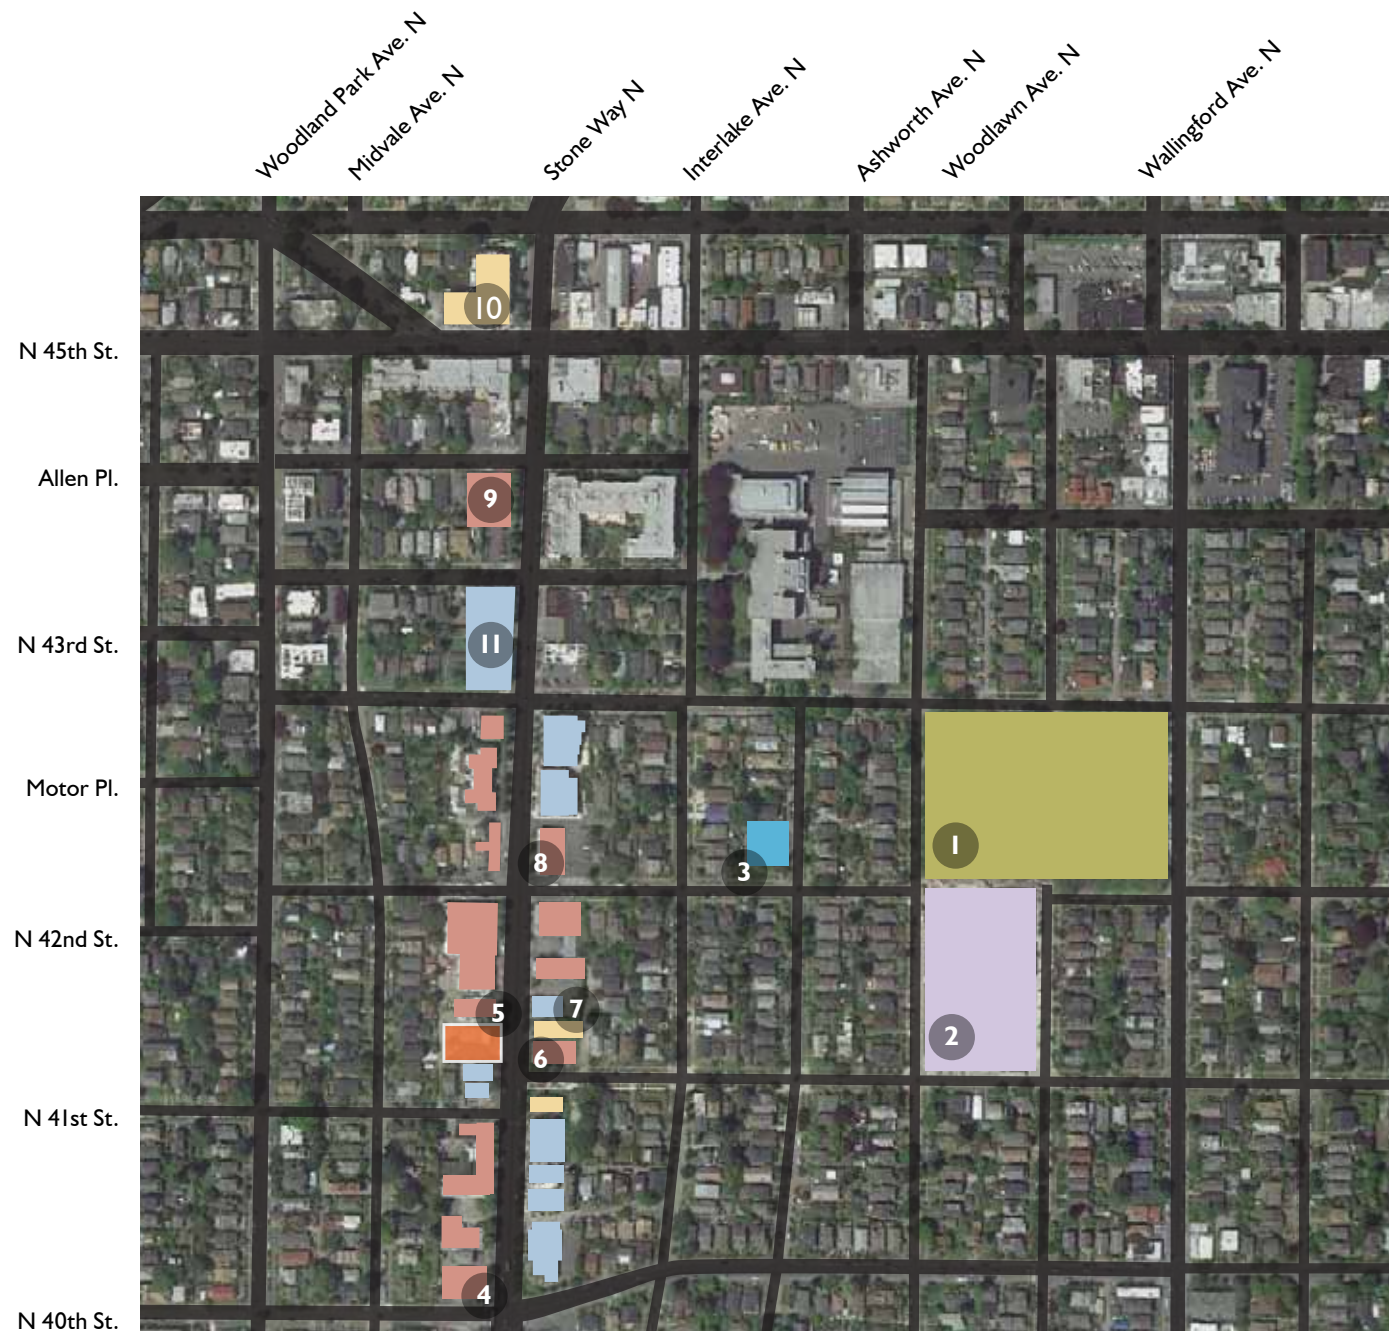 Woodland Park Ave. N
Midvale Ave. N
Stone Way N
Interlake Ave. N
Ashworth Ave. N
Woodlawn Ave. N
Wallingford Ave. N
10
N 45th St.
Allen Pl.
9
N 43rd St.
11
Motor Pl.
8
3
1
N 42nd St.
5
7
6
2
N 41st St.
4
N 40th St.